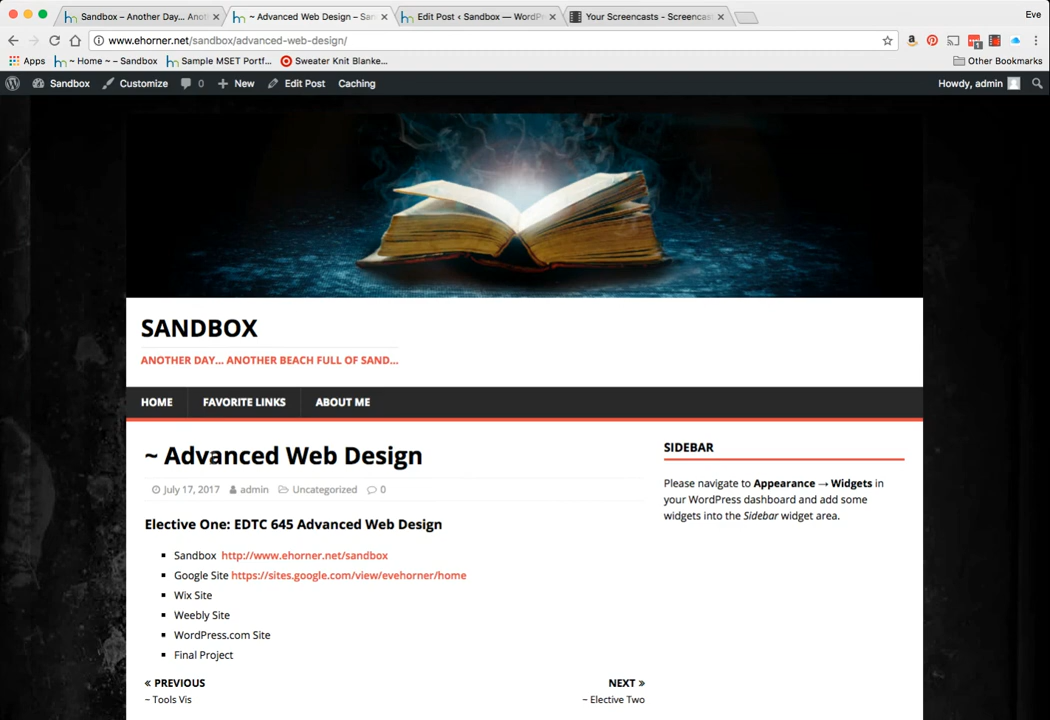 Sandbox – Another Day... Anot
~ Advanced Web Design – San
Edit Post ‹ Sandbox — WordPr
Your Screencasts - Screencast
Eve
www.ehorner.net/sandbox/advanced-web-design/
Apps
~ Home ~ ~ Sandbox
Sample MSET Portf...
Sweater Knit Blanke...
Other Bookmarks
Sandbox
Customize
0
New
Edit Post
Caching
Howdy, admin
SANDBOX
ANOTHER DAY... ANOTHER BEACH FULL OF SAND...
HOME
FAVORITE LINKS
ABOUT ME
~ Advanced Web Design
July 17, 2017 admin Uncategorized 0
Elective One: EDTC 645 Advanced Web Design
Sandbox http://www.ehorner.net/sandbox
Google Site https://sites.google.com/view/evehorner/home
Wix Site
Weebly Site
WordPress.com Site
Final Project
« PREVIOUS
~ Tools Vis
NEXT »
~ Elective Two
SIDEBAR
Please navigate to Appearance → Widgets in
your WordPress dashboard and add some
widgets into the Sidebar widget area.